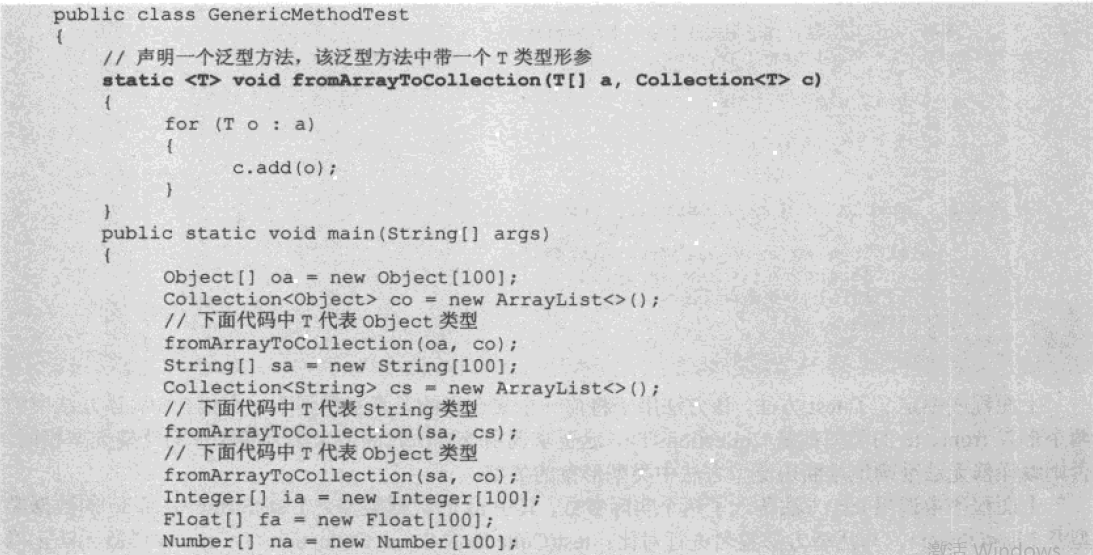 public class GenericMethodTest
{
// 声明一个泛型方法，该泛型方法中带一个 T 类型形参
static <T> void fromArrayToCollection(T[] a, Collection<T> c)
{
for (T o : a)
{
c.add(o);
}
}
public static void main(String[] args)
{
Object[] oa = new Object[100];
Collection<Object> co = new ArrayList<>();
// 下面代码中 T 代表 Object 类型
fromArrayToCollection(oa, co);
String[] sa = new String[100];
Collection<String> cs = new ArrayList<>();
// 下面代码中 T 代表 String 类型
fromArrayToCollection(sa, cs);
// 下面代码中 T 代表 Object 类型
fromArrayToCollection(sa, co);
Integer[] ia = new Integer[100];
Float[] fa = new Float[100];
Number[] na = new Number[100];
激活 Windows